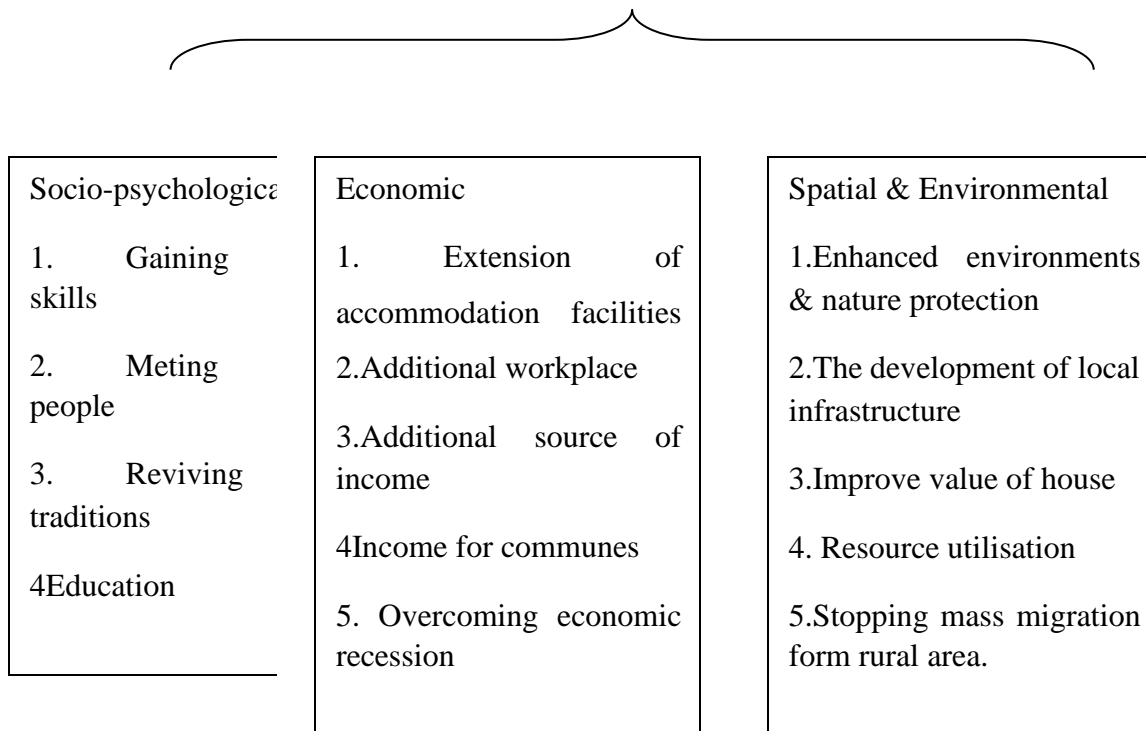 Socio-psychologica
1. Gaining
skills
2. Meting
people
3. Reviving
traditions
4Education
Economic
1. Extension of
accommodation facilities
2.Additional workplace
3.Additional source of
income
4Income for communes
5. Overcoming economic
recession
Spatial & Environmental
1.Enhanced environments
& nature protection
2.The development of local
infrastructure
3.Improve value of house
4. Resource utilisation
5.Stopping mass migration
form rural area.